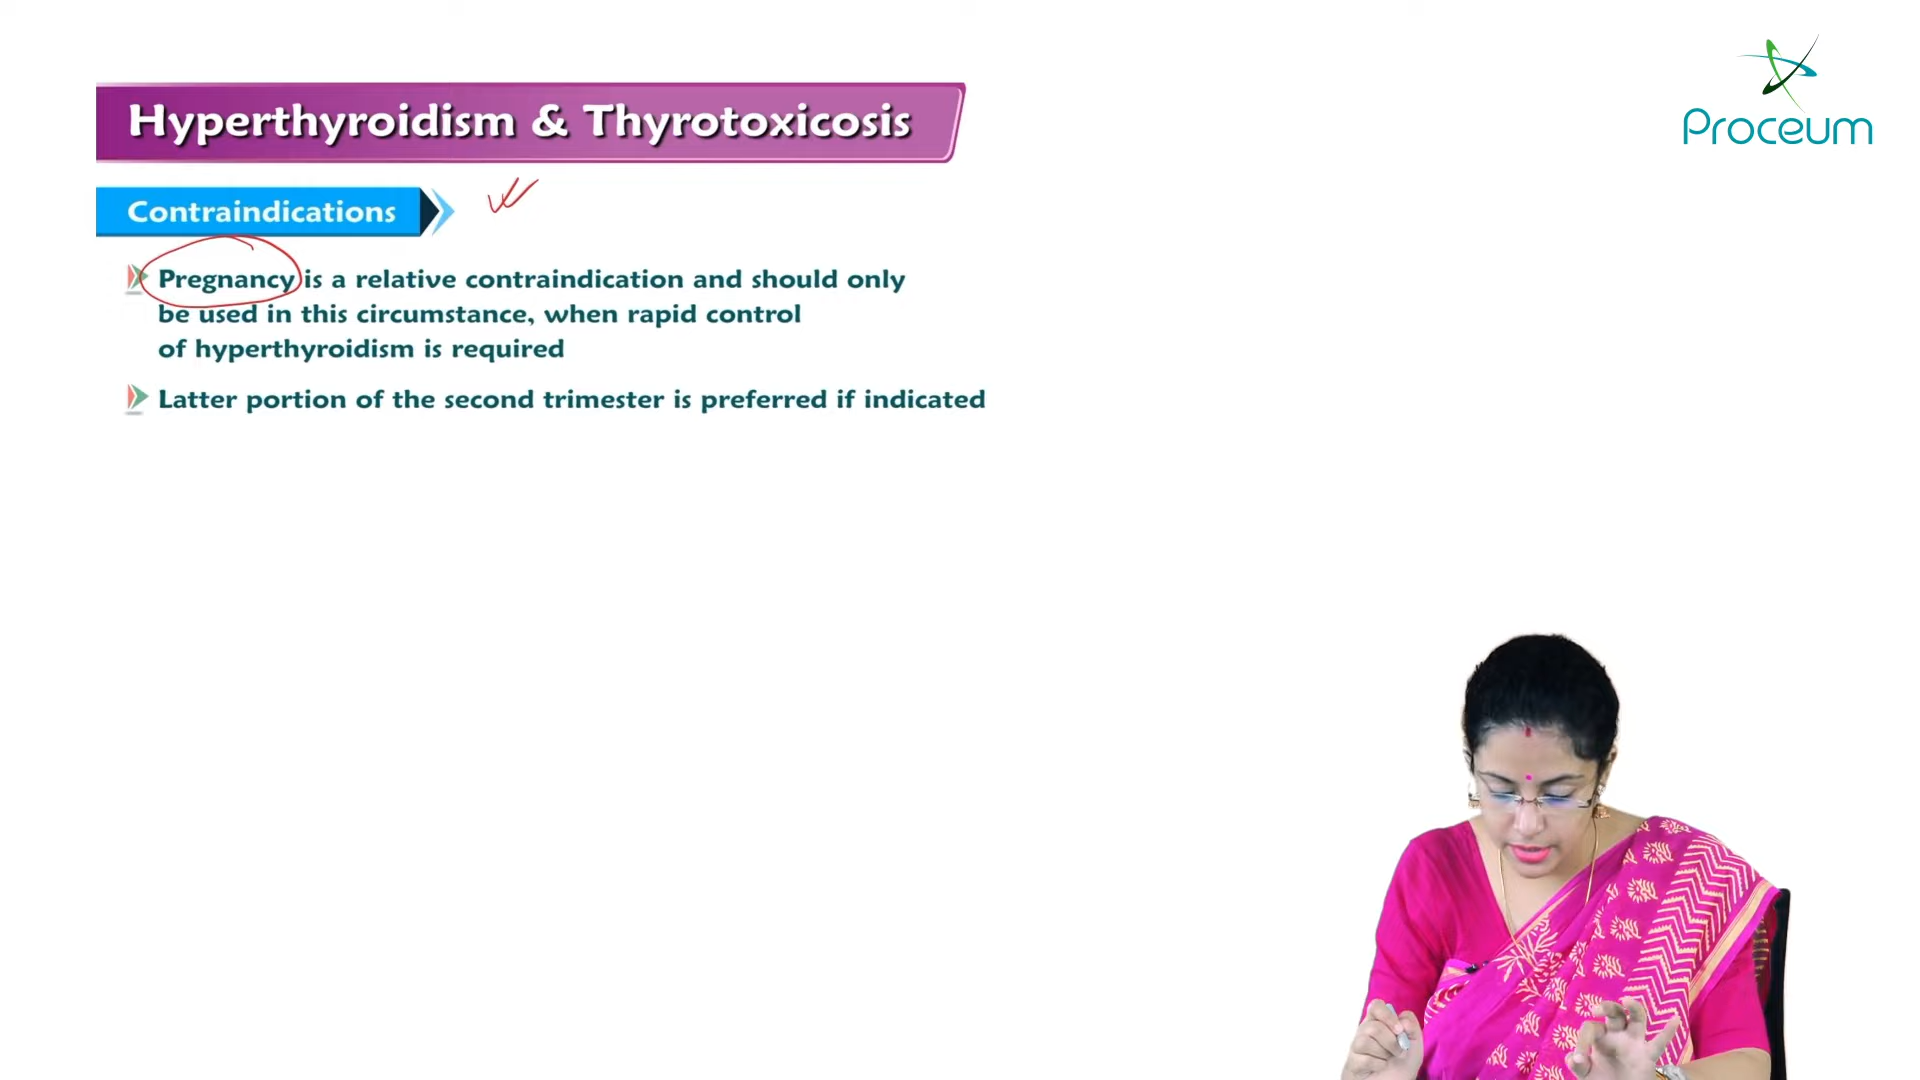 Proceum
Hyperthyroidism & Thyrotoxicosis
Contraindications
Pregnancy is a relative contraindication and should only
be used in this circumstance, when rapid control
of hyperthyroidism is required
Latter portion of the second trimester is preferred if indicated